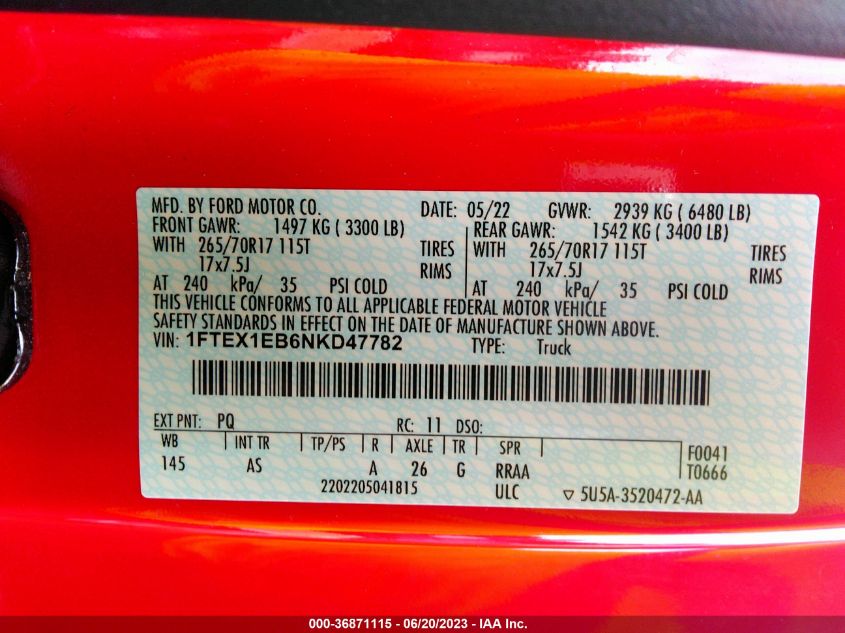 MFD. BY FORD MOTOR CO. DATE: 05/22 GVWR: 2939 KG ( 6480 LB)
FRONT GAWR: 1497 KG ( 3300 LB) REAR GAWR: 1542 KG ( 3400 LB)
WITH 265/70R17 115T TIRES WITH 265/70R17 115T TIRES
17x7.5J RIMS 17x7.5J RIMS
AT 240 kPa/ 35 PSI COLD AT 240 kPa/ 35 PSI COLD
THIS VEHICLE CONFORMS TO ALL APPLICABLE FEDERAL MOTOR VEHICLE
SAFETY STANDARDS IN EFFECT ON THE DATE OF MANUFACTURE SHOWN ABOVE.
VIN: 1FTEX1EB6NKD47782 TYPE: Truck
EXT PNT: PQ RC: 11 DSO:
WB INT TR TP/PS R AXLE TR SPR F0041
145 AS A 26 G RRAA T0666
2202205041815 ULC ▽ 5U5A-3520472-AA
000-36871115 - 06/20/2023 - IAA Inc.